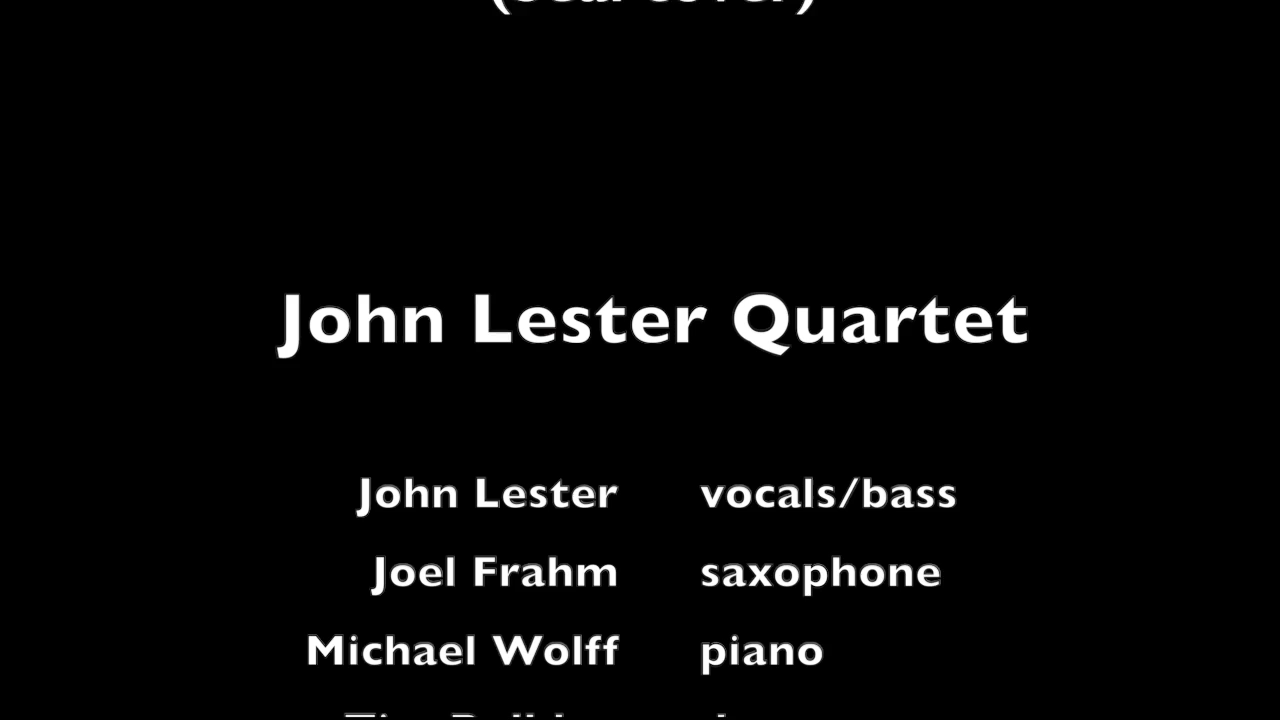 John Lester Quartet
John Lester vocals/bass
Joel Frahm saxophone
Michael Wolff piano